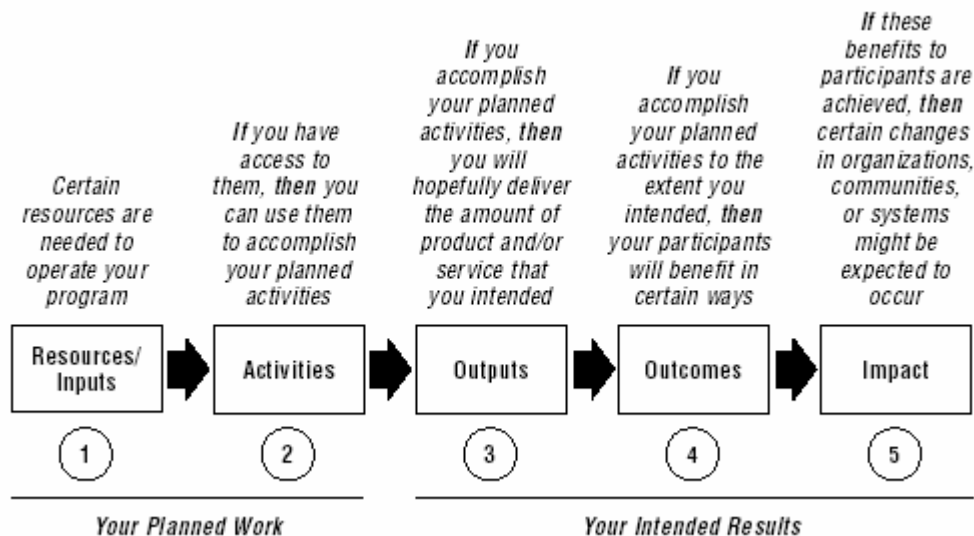 Certain
resources are
needed to
operate your
program
If you have
access to
them, then you
can use them
to accomplish
your planned
activities
If you
accomplish
your planned
activities, then
you will
hopefully deliver
the amount of
product and/or
service that
you intended
If you
accomplish
your planned
activities to the
extent you
intended, then
your participants
will benefit in
certain ways
If these
benefits to
participants are
achieved, then
certain changes
in organizations,
communities,
or systems
might be
expected to
occur
Resources/
Inputs
Activities
Outputs
Outcomes
Impact
1
2
3
4
5
Your Planned Work
Your Intended Results